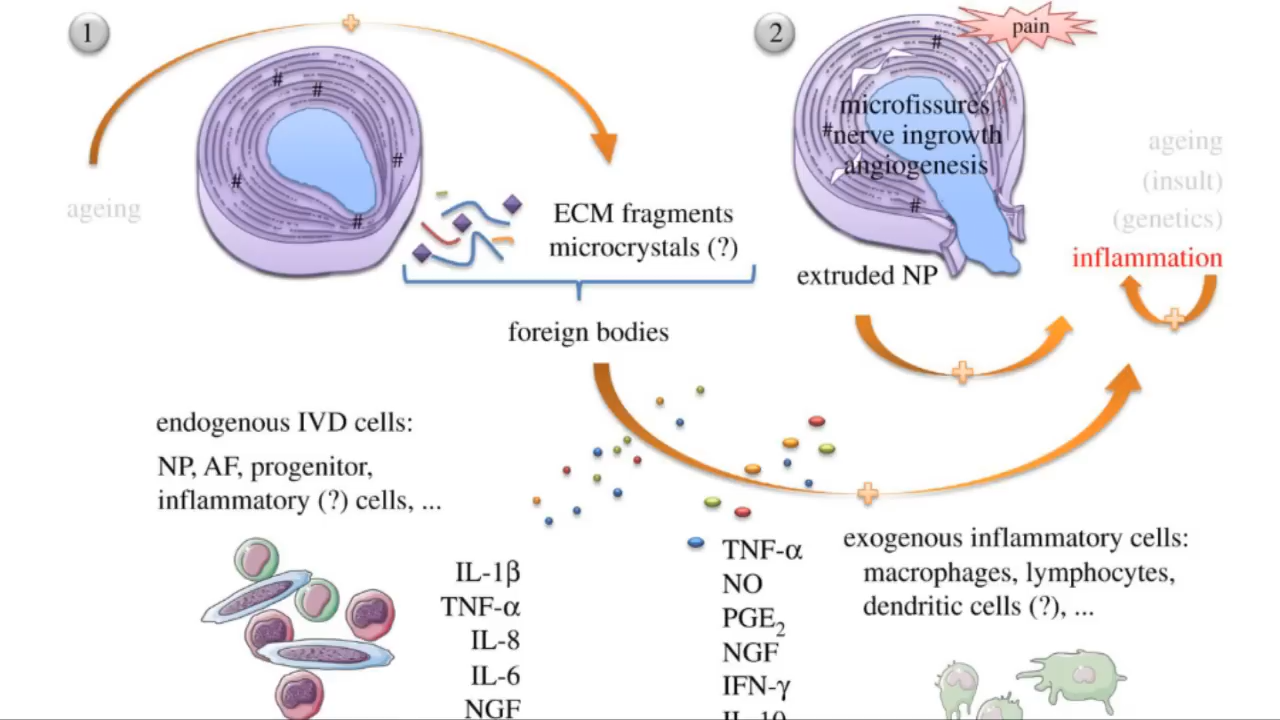 1
ageing
#
#
#
#
#
ECM fragments
microcrystals (?)
foreign bodies
2
pain
#
microfissures
#nerve ingrowth
angiogenesis
#
extruded NP
ageing
(insult)
(genetics)
inflammation
endogenous IVD cells:
NP, AF, progenitor,
inflammatory (?) cells, ...
IL-1β
TNF-α
IL-8
IL-6
NGF
TNF-α
NO
PGE2
NGF
IFN-γ
IL-10
exogenous inflammatory cells:
macrophages, lymphocytes,
dendritic cells (?), ...